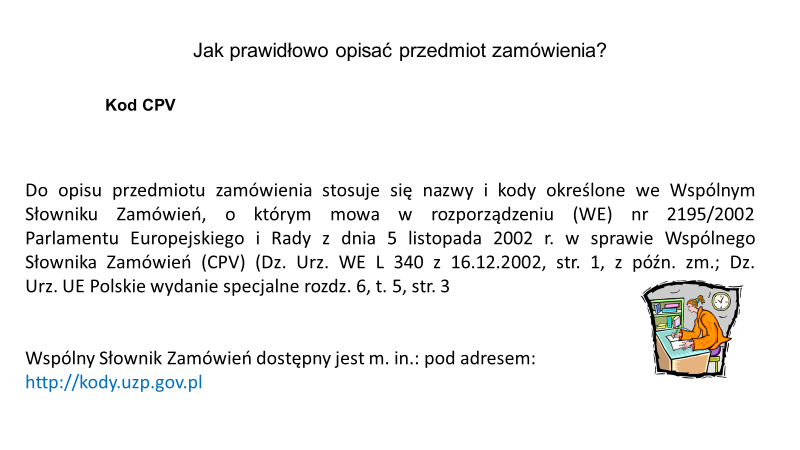 Jak prawidłowo opisać przedmiot zamówienia?
Kod CPV
Do opisu przedmiotu zamówienia stosuje się nazwy i kody określone we Wspólnym
Słowniku Zamówień, o którym mowa w rozporządzeniu (WE) nr 2195/2002
Parlamentu Europejskiego i Rady z dnia 5 listopada 2002 r. w sprawie Wspólnego
Słownika Zamówień (CPV) (Dz. Urz. WE L 340 z 16.12.2002, str. 1, z późn. zm.; Dz.
Urz. UE Polskie wydanie specjalne rozdz. 6, t. 5, str. 3
Wspólny Słownik Zamówień dostępny jest m. in.: pod adresem:
http://kody.uzp.gov.pl